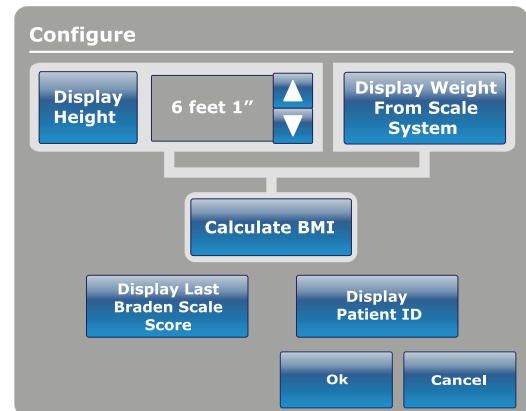 Configure
Display
Height
6 feet 1”
Display Weight
From Scale
System
Calculate BMI
Display Last
Braden Scale
Score
Display
Patient ID
Ok
Cancel